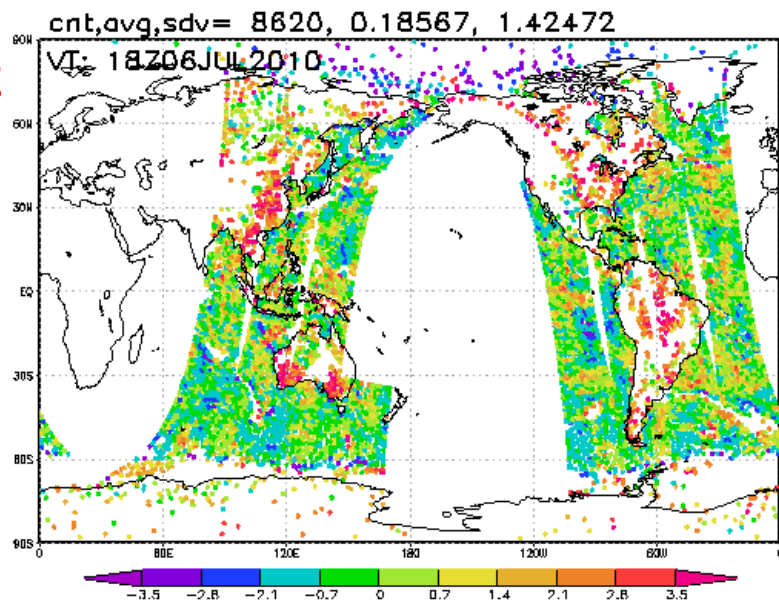 cnt,avg,sdv= 8620, 0.18567, 1.42472
90N
VT: 18Z06JUL2010
60N
30N
EQ
30S
60S
90S
0 60E 120E 180 120W 60W 0
-3.5 -2.8 -2.1 -0.7 0 0.7 1.4 2.1 2.8 3.5